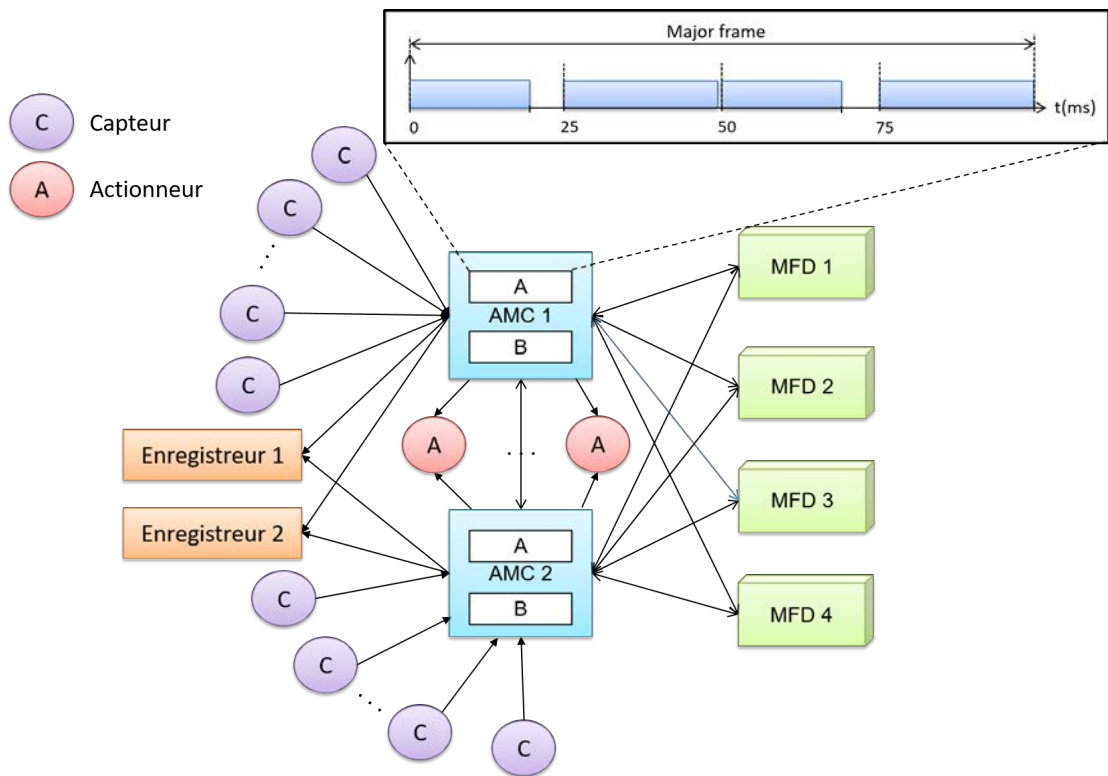 Major frame
t(ms)
0
25
50
75
C Capteur
A Actionneur
C
C
...
C
C
A
AMC 1
B
MFD 1
MFD 2
MFD 3
MFD 4
Enregistreur 1
Enregistreur 2
A
...
A
A
AMC 2
B
C
C
...
C
C